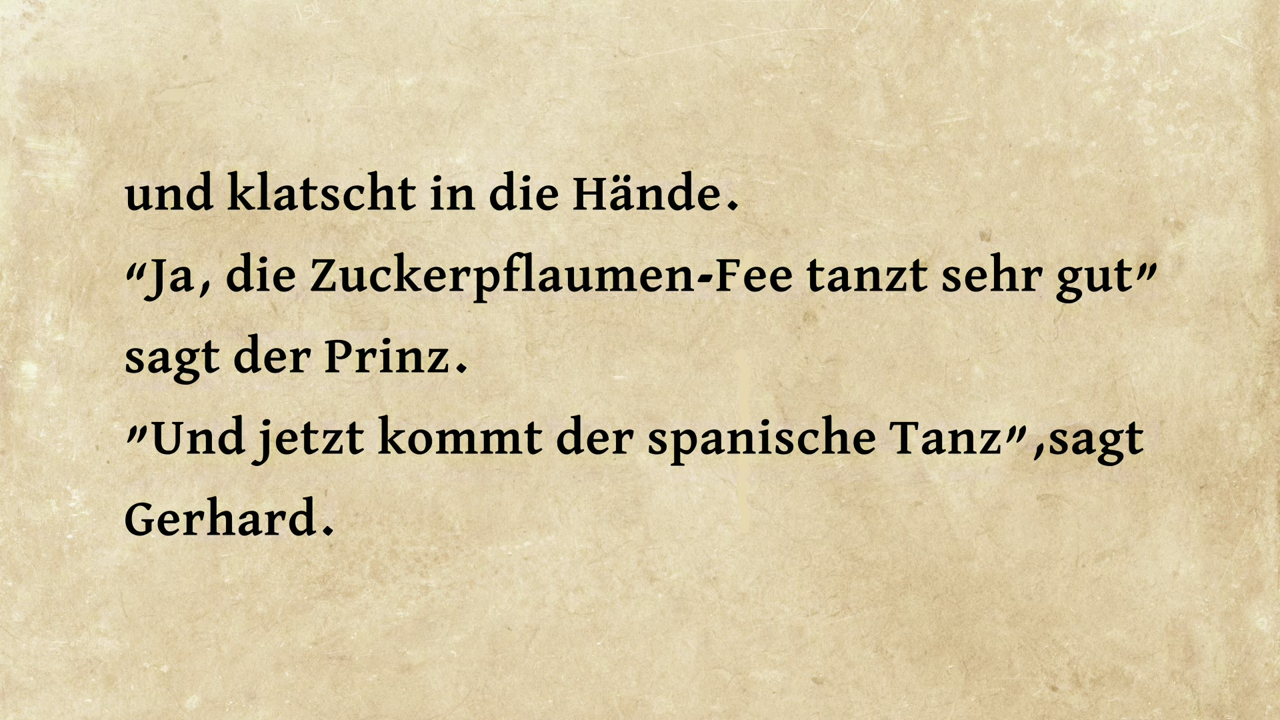 und klatscht in die Hände.
“Ja, die Zuckerpflaumen-Fee tanzt sehr gut”
sagt der Prinz.
”Und jetzt kommt der spanische Tanz”,sagt
Gerhard.